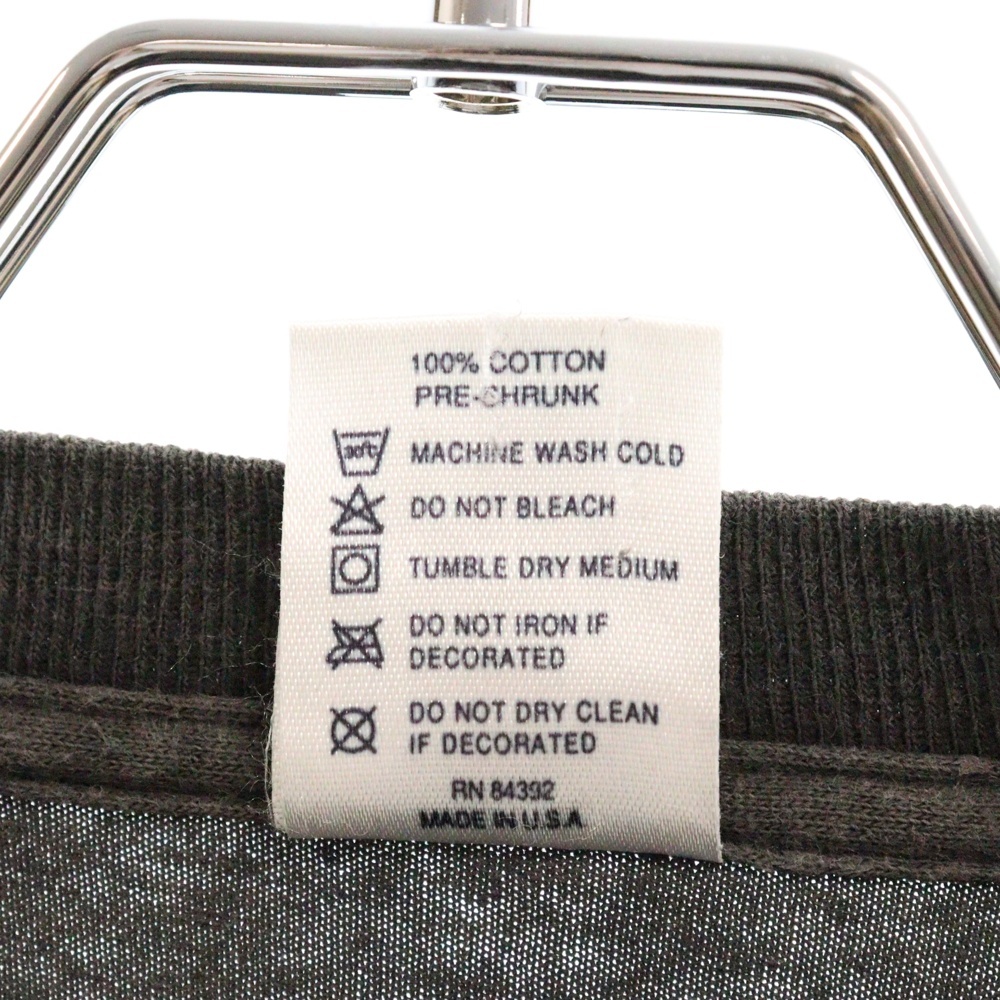 100% COTTON
PRE-SHRUNK
30°C MACHINE WASH COLD
DO NOT BLEACH
TUMBLE DRY MEDIUM
DO NOT IRON IF
DECORATED
DO NOT DRY CLEAN
IF DECORATED
RN 84392
MADE IN U.S.A